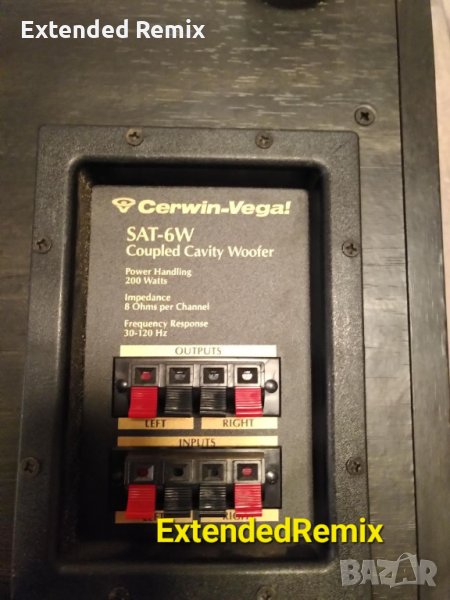 Extended Remix
Cerwin-Vega!
SAT-6W
Coupled Cavity Woofer
Power Handling
200 Watts
Impedance
8 Ohms per Channel
Frequency Response
30-120 Hz
OUTPUTS
LEFT RIGHT
INPUTS
ExtendedRemix
BAZAR